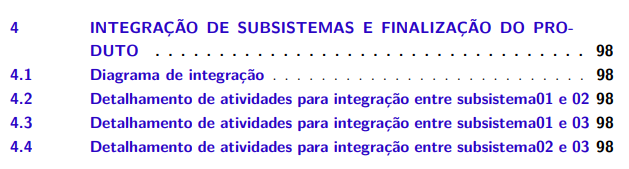 4 INTEGRAÇÃO DE SUBSISTEMAS E FINALIZAÇÃO DO PRO-
DUTO . . . . . . . . . . . . . . . . . . . . . . . . . . . . . . . . . . 98
4.1 Diagrama de integração . . . . . . . . . . . . . . . . . . . . . . . . . . 98
4.2 Detalhamento de atividades para integração entre subsistema01 e 02 98
4.3 Detalhamento de atividades para integração entre subsistema01 e 03 98
4.4 Detalhamento de atividades para integração entre subsistema02 e 03 98